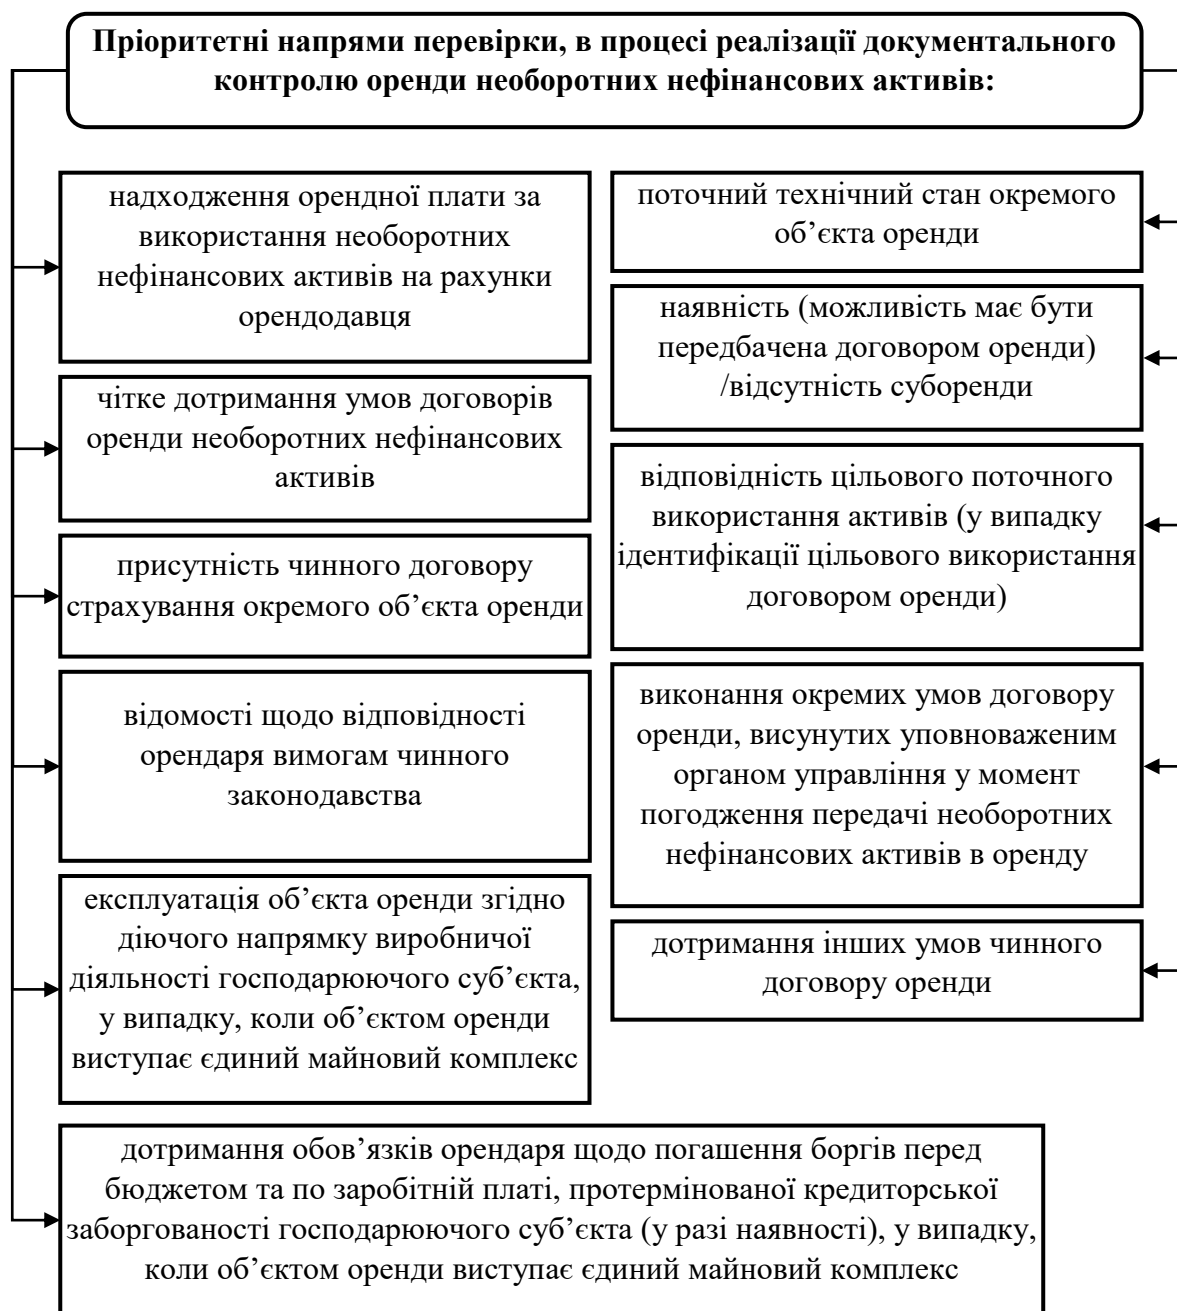 Пріоритетні напрями перевірки, в процесі реалізації документального
контролю оренди необоротних нефінансових активів:
надходження орендної плати за
використання необоротних
нефінансових активів на рахунки
орендодавця
чітке дотримання умов договорів
оренди необоротних нефінансових
активів
присутність чинного договору
страхування окремого об’єкта оренди
відомості щодо відповідності
орендаря вимогам чинного
законодавства
експлуатація об’єкта оренди згідно
діючого напрямку виробничої
діяльності господарюючого суб’єкта,
у випадку, коли об’єктом оренди
виступає єдиний майновий комплекс
поточний технічний стан окремого
об’єкта оренди
наявність (можливість має бути
передбачена договором оренди)
/відсутність суборенди
відповідність цільового поточного
використання активів (у випадку
ідентифікації цільового використання
договором оренди)
виконання окремих умов договору
оренди, висунутих уповноваженим
органом управління у момент
погодження передачі необоротних
нефінансових активів в оренду
дотримання інших умов чинного
договору оренди
дотримання обов’язків орендаря щодо погашення боргів перед
бюджетом та по заробітній платі, протермінованої кредиторської
заборгованості господарюючого суб’єкта (у разі наявності), у випадку,
коли об’єктом оренди виступає єдиний майновий комплекс